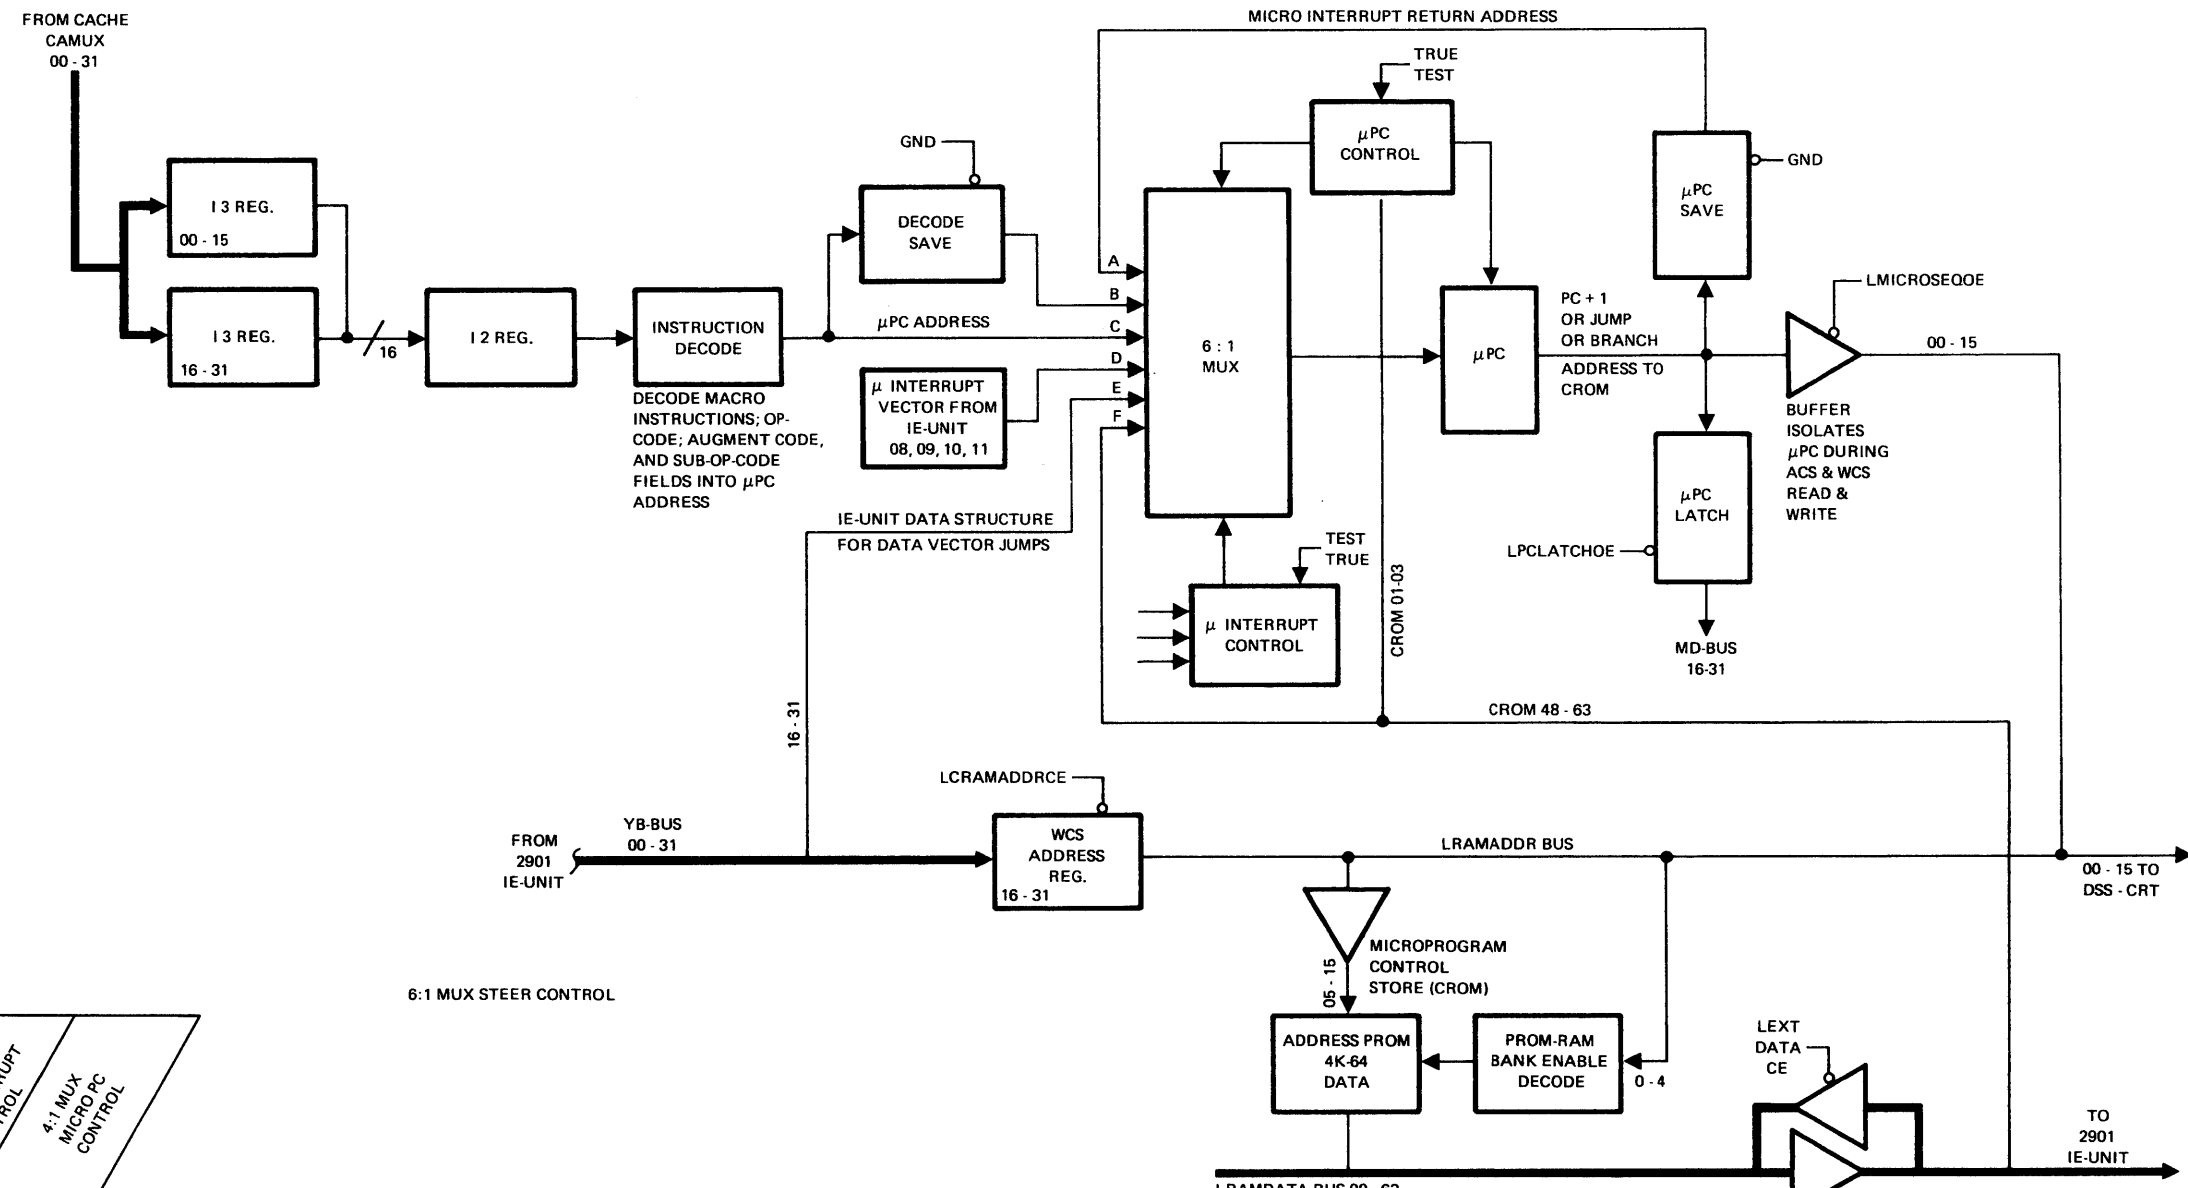 FROM CACHE
CAMUX
00 - 31
MICRO INTERRUPT RETURN ADDRESS
TRUE
TEST
μPC
CONTROL
GND
μPC
SAVE
GND
I 3 REG.
00 - 15
DECODE
SAVE
I 3 REG.
16 - 31
16
I 2 REG.
INSTRUCTION
DECODE
DECODE MACRO
INSTRUCTIONS; OP-
CODE; AUGMENT CODE,
AND SUB-OP-CODE
FIELDS INTO μPC
ADDRESS
μPC ADDRESS
A
B
C
D
E
F
6 : 1
MUX
μ INTERRUPT
VECTOR FROM
IE-UNIT
08, 09, 10, 11
IE-UNIT DATA STRUCTURE
FOR DATA VECTOR JUMPS
μPC
PC + 1
OR JUMP
OR BRANCH
ADDRESS TO
CROM
LMICROSEQOE
00 - 15
BUFFER
ISOLATES
μPC DURING
ACS & WCS
READ &
WRITE
μPC
LATCH
LPCLATCHOE
MD-BUS
16-31
TEST
TRUE
μ INTERRUPT
CONTROL
CROM 01-03
CROM 48 - 63
16 - 31
LCRAMADDRCE
YB-BUS
00 - 31
FROM
2901
IE-UNIT
WCS
ADDRESS
REG.
16 - 31
LRAMADDR BUS
00 - 15 TO
DSS - CRT
MICROPROGRAM
CONTROL
STORE (CROM)
05 - 15
ADDRESS PROM
4K-64
DATA
PROM-RAM
BANK ENABLE
DECODE
0 - 4
LEXT
DATA
CE
TO
2901
IE-UNIT
6:1 MUX STEER CONTROL
4:1 MUX
MICRO PC
CONTROL